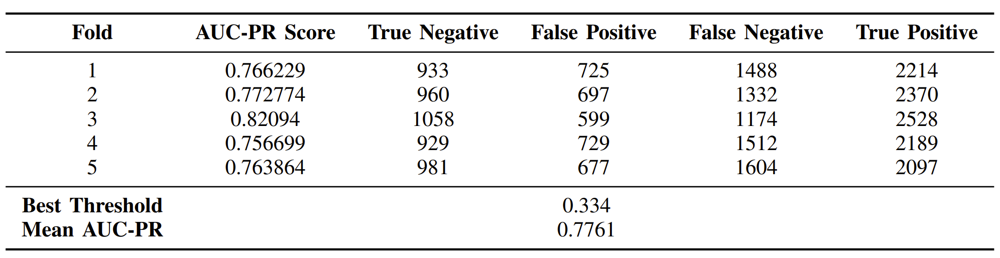 Fold AUC-PR Score True Negative False Positive False Negative True Positive
1 0.766229 933 725 1488 2214
2 0.772774 960 697 1332 2370
3 0.82094 1058 599 1174 2528
4 0.756699 929 729 1512 2189
5 0.763864 981 677 1604 2097
Best Threshold 0.334
Mean AUC-PR 0.7761